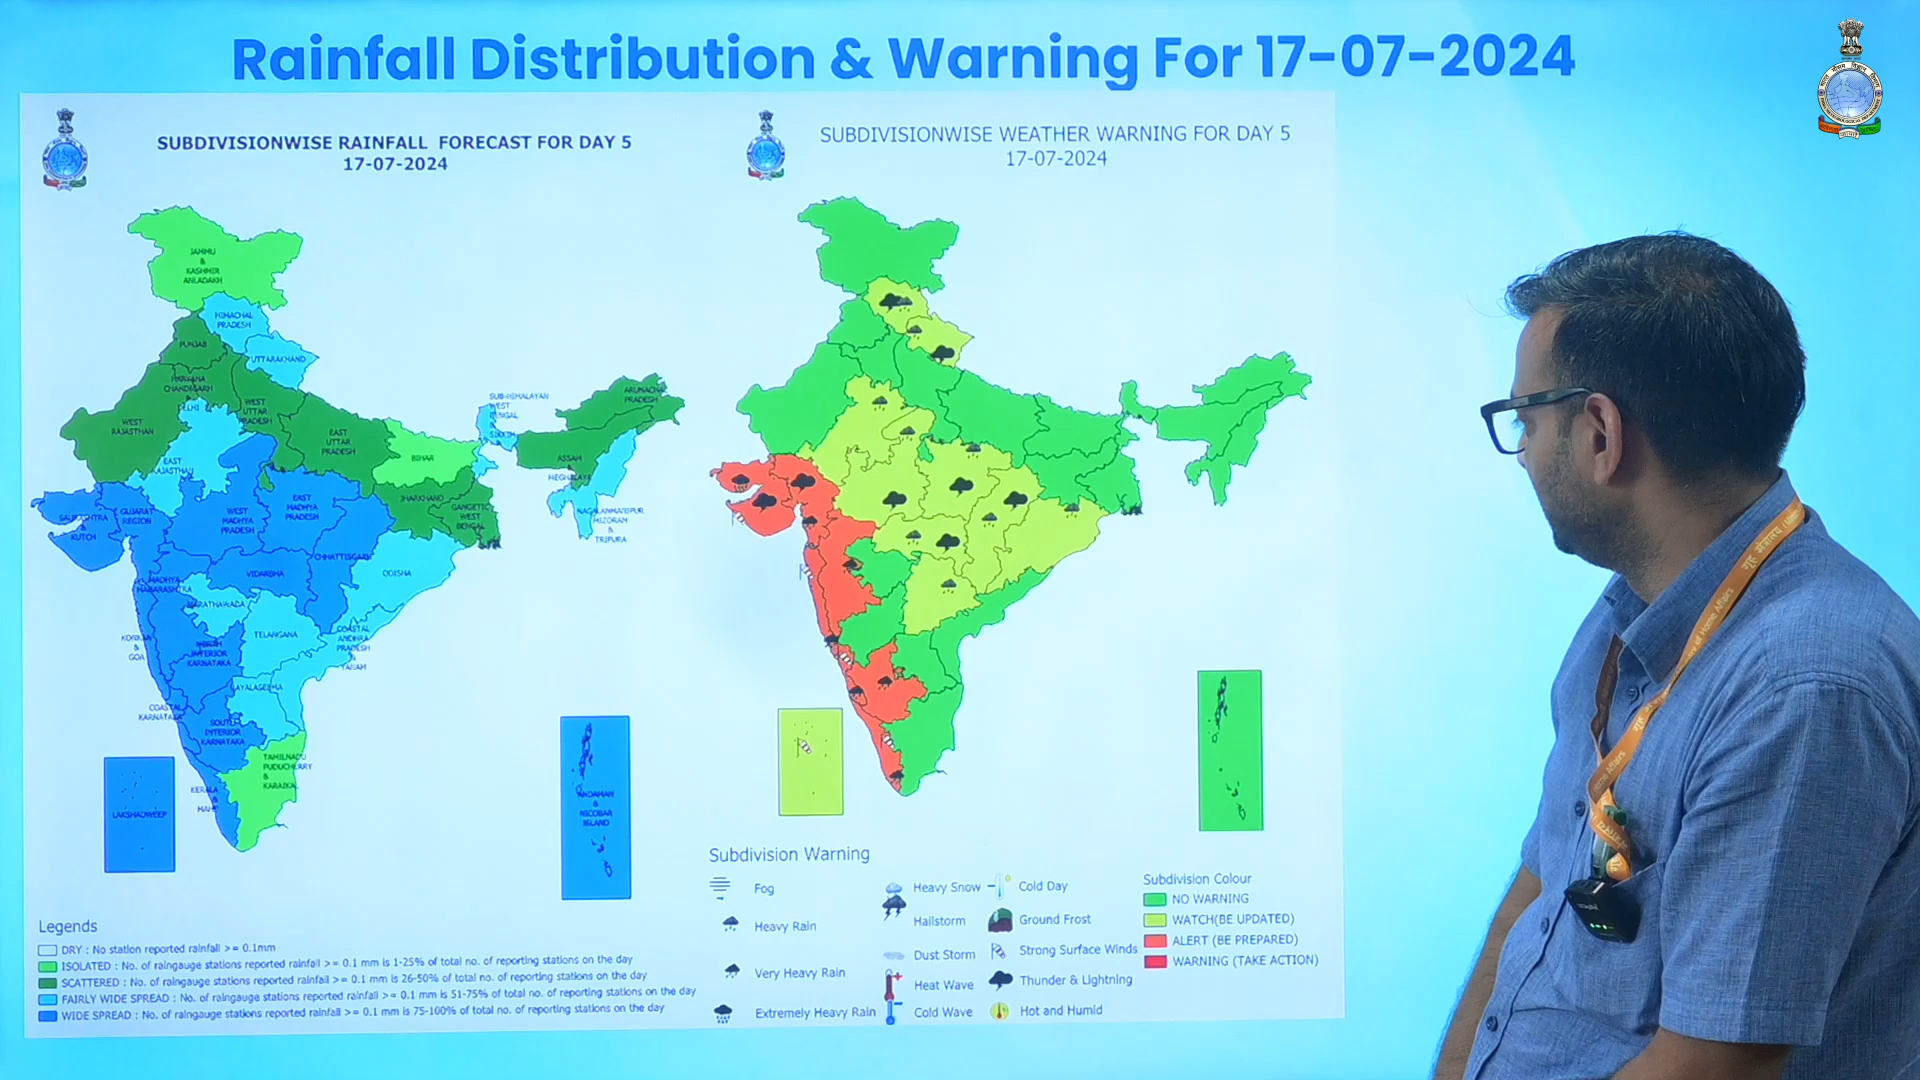 Rainfall Distribution & Warning For 17-07-2024
SUBDIVISIONWISE RAINFALL FORECAST FOR DAY 5
17-07-2024
JAMMU
&
KASHMIR
ANLADAKH
HIMACHAL
PRADESH
PUNJAB
UTTARAKHAND
HARYANA
CHANDIGARH
&
DELHI
WEST
UTTAR
PRADESH
WEST
RAJASTHAN
EAST
UTTAR
PRADESH
EAST
RAJASTHAN
BIHAR
SUB-HIMALAYAN
WEST
BENGAL
&
SIKKIM
ARUNACHAL
PRADESH
ASSAM
&
MEGHALAYA
NAGALANMANIPUR
MIZORAM
&
TRIPURA
SAURASHTRA
&
KUTCH
GUJARAT
REGION
WEST
MADHYA
PRADESH
EAST
MADHYA
PRADESH
JHARKHAND
GANGETIC
WEST
BENGAL
CHHATTISGARH
ODISHA
VIDARBHA
MADHYA
MAHARASHTRA
MARATHAWADA
KONKAN
&
GOA
TELANGANA
COASTAL
ANDHRA
PRADESH
&
YANAM
NORTH
INTERIOR
KARNATAKA
RAYALASEEMA
COASTAL
KARNATAKA
SOUTH
INTERIOR
KARNATAKA
TAMILNADU
PUDUCHERRY
&
KARAIKAL
KERALA
&
MAHE
LAKSHADWEEP
ANDAMAN
&
NICOBAR
ISLAND
Legends
DRY : No station reported rainfall >= 0.1mm
ISOLATED : No. of raingauge stations reported rainfall >= 0.1 mm is 1-25% of total no. of reporting stations on the day
SCATTERED : No. of raingauge stations reported rainfall >= 0.1 mm is 26-50% of total no. of reporting stations on the day
FAIRLY WIDE SPREAD : No. of raingauge stations reported rainfall >= 0.1 mm is 51-75% of total no. of reporting stations on the day
WIDE SPREAD : No. of raingauge stations reported rainfall >= 0.1 mm is 75-100% of total no. of reporting stations on the day
SUBDIVISIONWISE WEATHER WARNING FOR DAY 5
17-07-2024
Subdivision Warning
Fog
Heavy Rain
Very Heavy Rain
Extremely Heavy Rain
Heavy Snow
Hailstorm
Dust Storm
Heat Wave
Cold Wave
Cold Day
Ground Frost
Strong Surface Winds
Thunder & Lightning
Hot and Humid
Subdivision Colour
NO WARNING
WATCH(BE UPDATED)
ALERT (BE PREPARED)
WARNING (TAKE ACTION)
गृह मंत्रालय
of Home Affairs